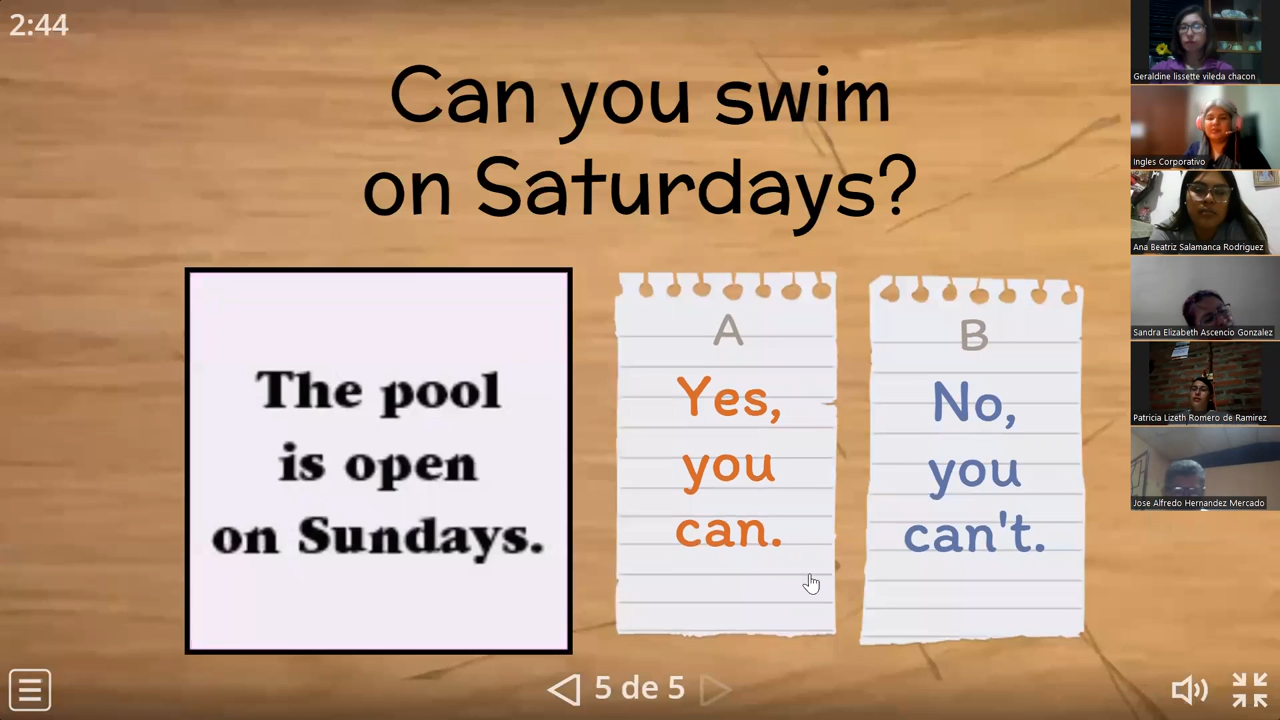 2:44
Can you swim
on Saturdays?
The pool
is open
on Sundays.
A
Yes,
you
can.
B
No,
you
can't.
5 de 5
Geraldine lissette vileda chacon
Ingles Corporativo
Ana Beatriz Salamanca Rodriguez
Sandra Elizabeth Ascencio Gonzalez
Patricia Lizeth Romero de Ramirez
Jose Alfredo Hernandez Mercado